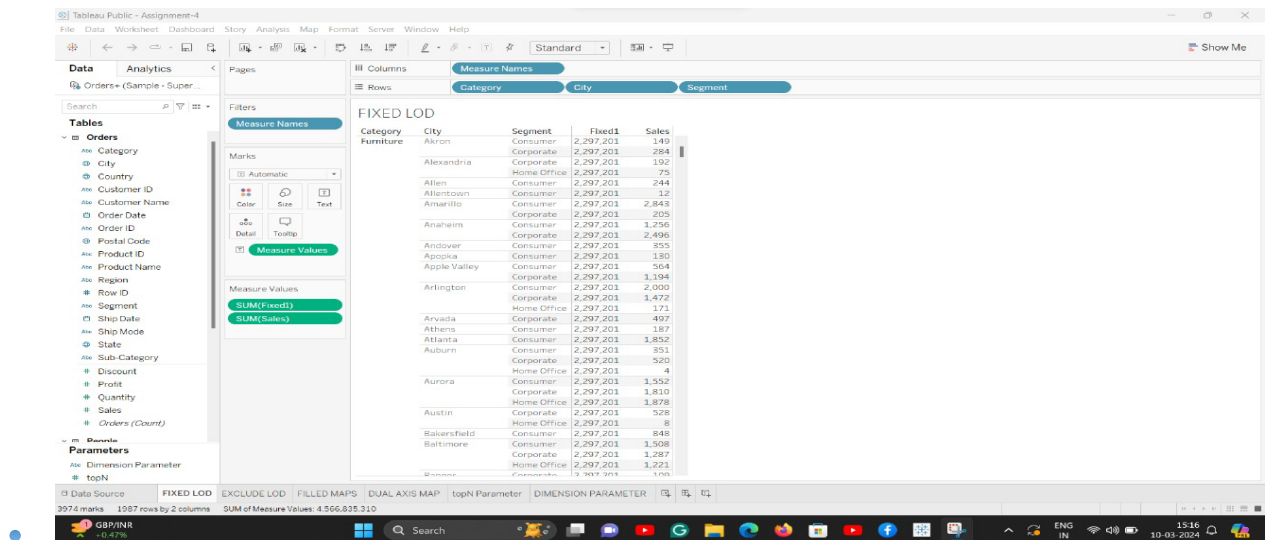 Tableau Public - Assignment-4
File Data Worksheet Dashboard Story Analysis Map Format Server Window Help
Standard
Show Me
Data Analytics
Orders+ (Sample - Super...
Search
Tables
Orders
Abc Category
City
Country
Abc Customer ID
Abc Customer Name
Order Date
Abc Order ID
Postal Code
Abc Product ID
Abc Product Name
Abc Region
# Row ID
Abc Segment
Ship Date
Abc Ship Mode
State
Abc Sub-Category
# Discount
# Profit
# Quantity
# Sales
# Orders (Count)
People
Parameters
Abc Dimension Parameter
# topN
Pages
Filters
Measure Names
Marks
Automatic
Color Size Text
Detail Tooltip
Measure Values
Measure Values
SUM(Fixed1)
SUM(Sales)
Columns Measure Names
Rows Category City Segment
FIXED LOD
Category City Segment Fixed1 Sales
Furniture Akron Consumer 2,297,201 149
Corporate 2,297,201 284
Alexandria Corporate 2,297,201 192
Home Office 2,297,201 75
Allen Consumer 2,297,201 244
Allentown Consumer 2,297,201 12
Amarillo Consumer 2,297,201 2,843
Corporate 2,297,201 205
Anaheim Consumer 2,297,201 1,256
Corporate 2,297,201 2,496
Andover Consumer 2,297,201 355
Apopka Consumer 2,297,201 130
Apple Valley Consumer 2,297,201 564
Corporate 2,297,201 1,194
Arlington Consumer 2,297,201 2,000
Corporate 2,297,201 1,472
Home Office 2,297,201 171
Arvada Corporate 2,297,201 497
Athens Consumer 2,297,201 187
Atlanta Consumer 2,297,201 1,852
Auburn Consumer 2,297,201 351
Corporate 2,297,201 520
Home Office 2,297,201 4
Aurora Consumer 2,297,201 1,552
Corporate 2,297,201 1,810
Home Office 2,297,201 1,878
Austin Corporate 2,297,201 528
Home Office 2,297,201 8
Bakersfield Consumer 2,297,201 848
Baltimore Consumer 2,297,201 1,508
Corporate 2,297,201 1,287
Home Office 2,297,201 1,221
Data Source FIXED LOD EXCLUDE LOD FILLED MAPS DUAL AXIS MAP topN Parameter DIMENSION PARAMETER
3974 marks 1987 rows by 2 columns SUM of Measure Values: 4.566.835.310
GBP/INR
+0.47%
Search
ENG
IN
15:16
10-03-2024